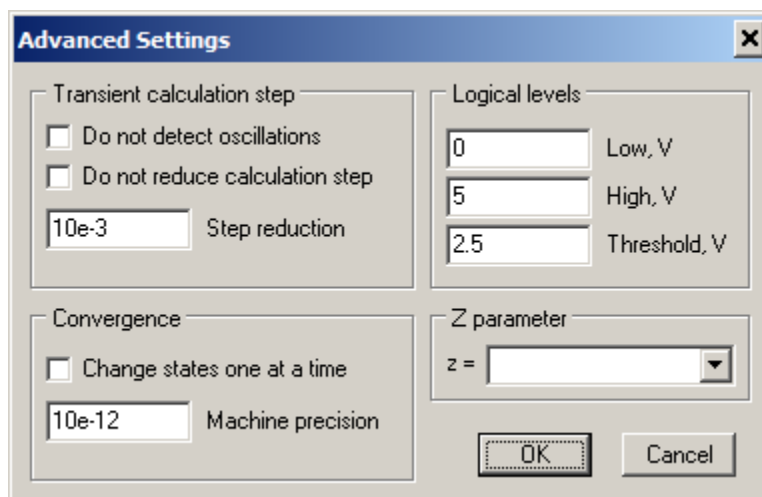 Advanced Settings
Transient calculation step
Do not detect oscillations
Do not reduce calculation step
10e-3 Step reduction
Logical levels
0 Low, V
5 High, V
2.5 Threshold, V
Convergence
Change states one at a time
10e-12 Machine precision
Z parameter
z =
OK Cancel